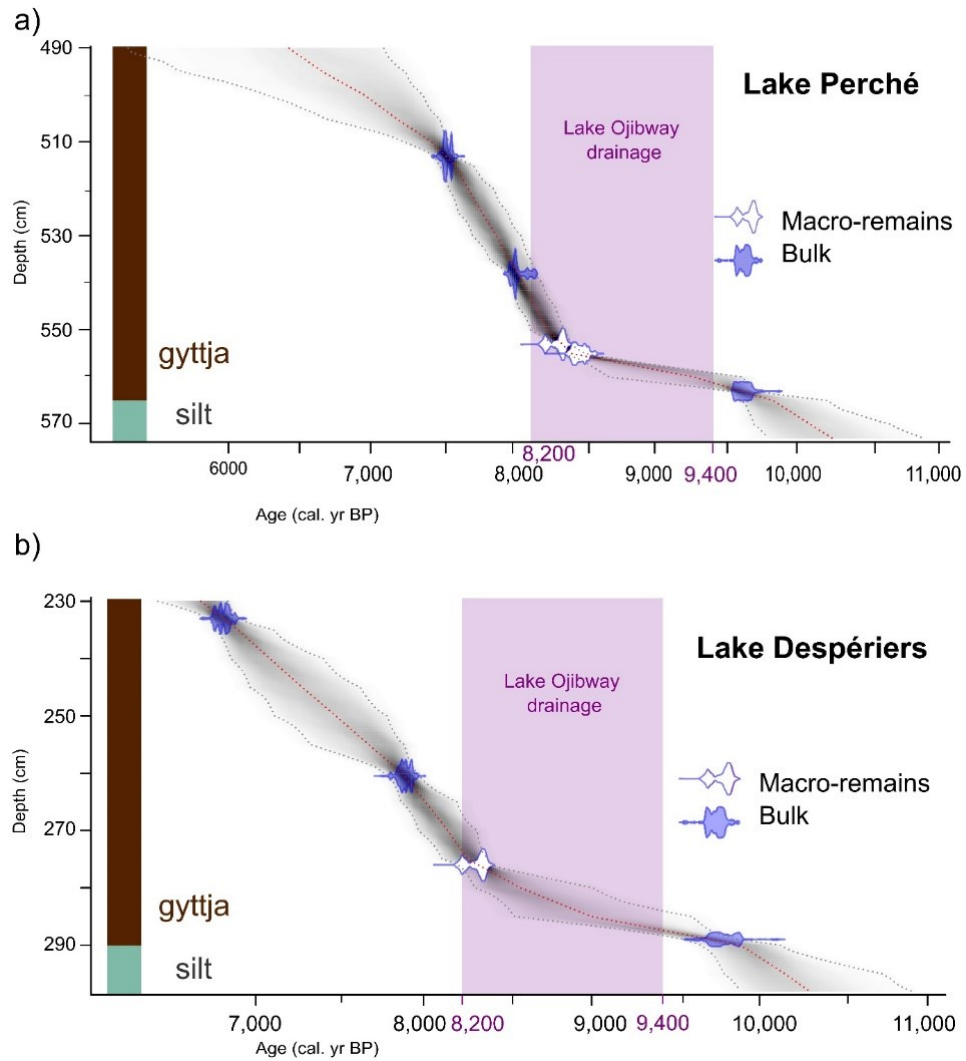 a)
490
510
530
550
570
Depth (cm)
gyttja
silt
Lake Perché
Lake Ojibway
drainage
Macro-remains
Bulk
6000
7,000
8,000
8,200
9,000
9,400
10,000
11,000
Age (cal. yr BP)
b)
230
250
270
290
Depth (cm)
gyttja
silt
Lake Despériers
Lake Ojibway
drainage
Macro-remains
Bulk
7,000
8,000
8,200
9,000
9,400
10,000
11,000
Age (cal. yr BP)